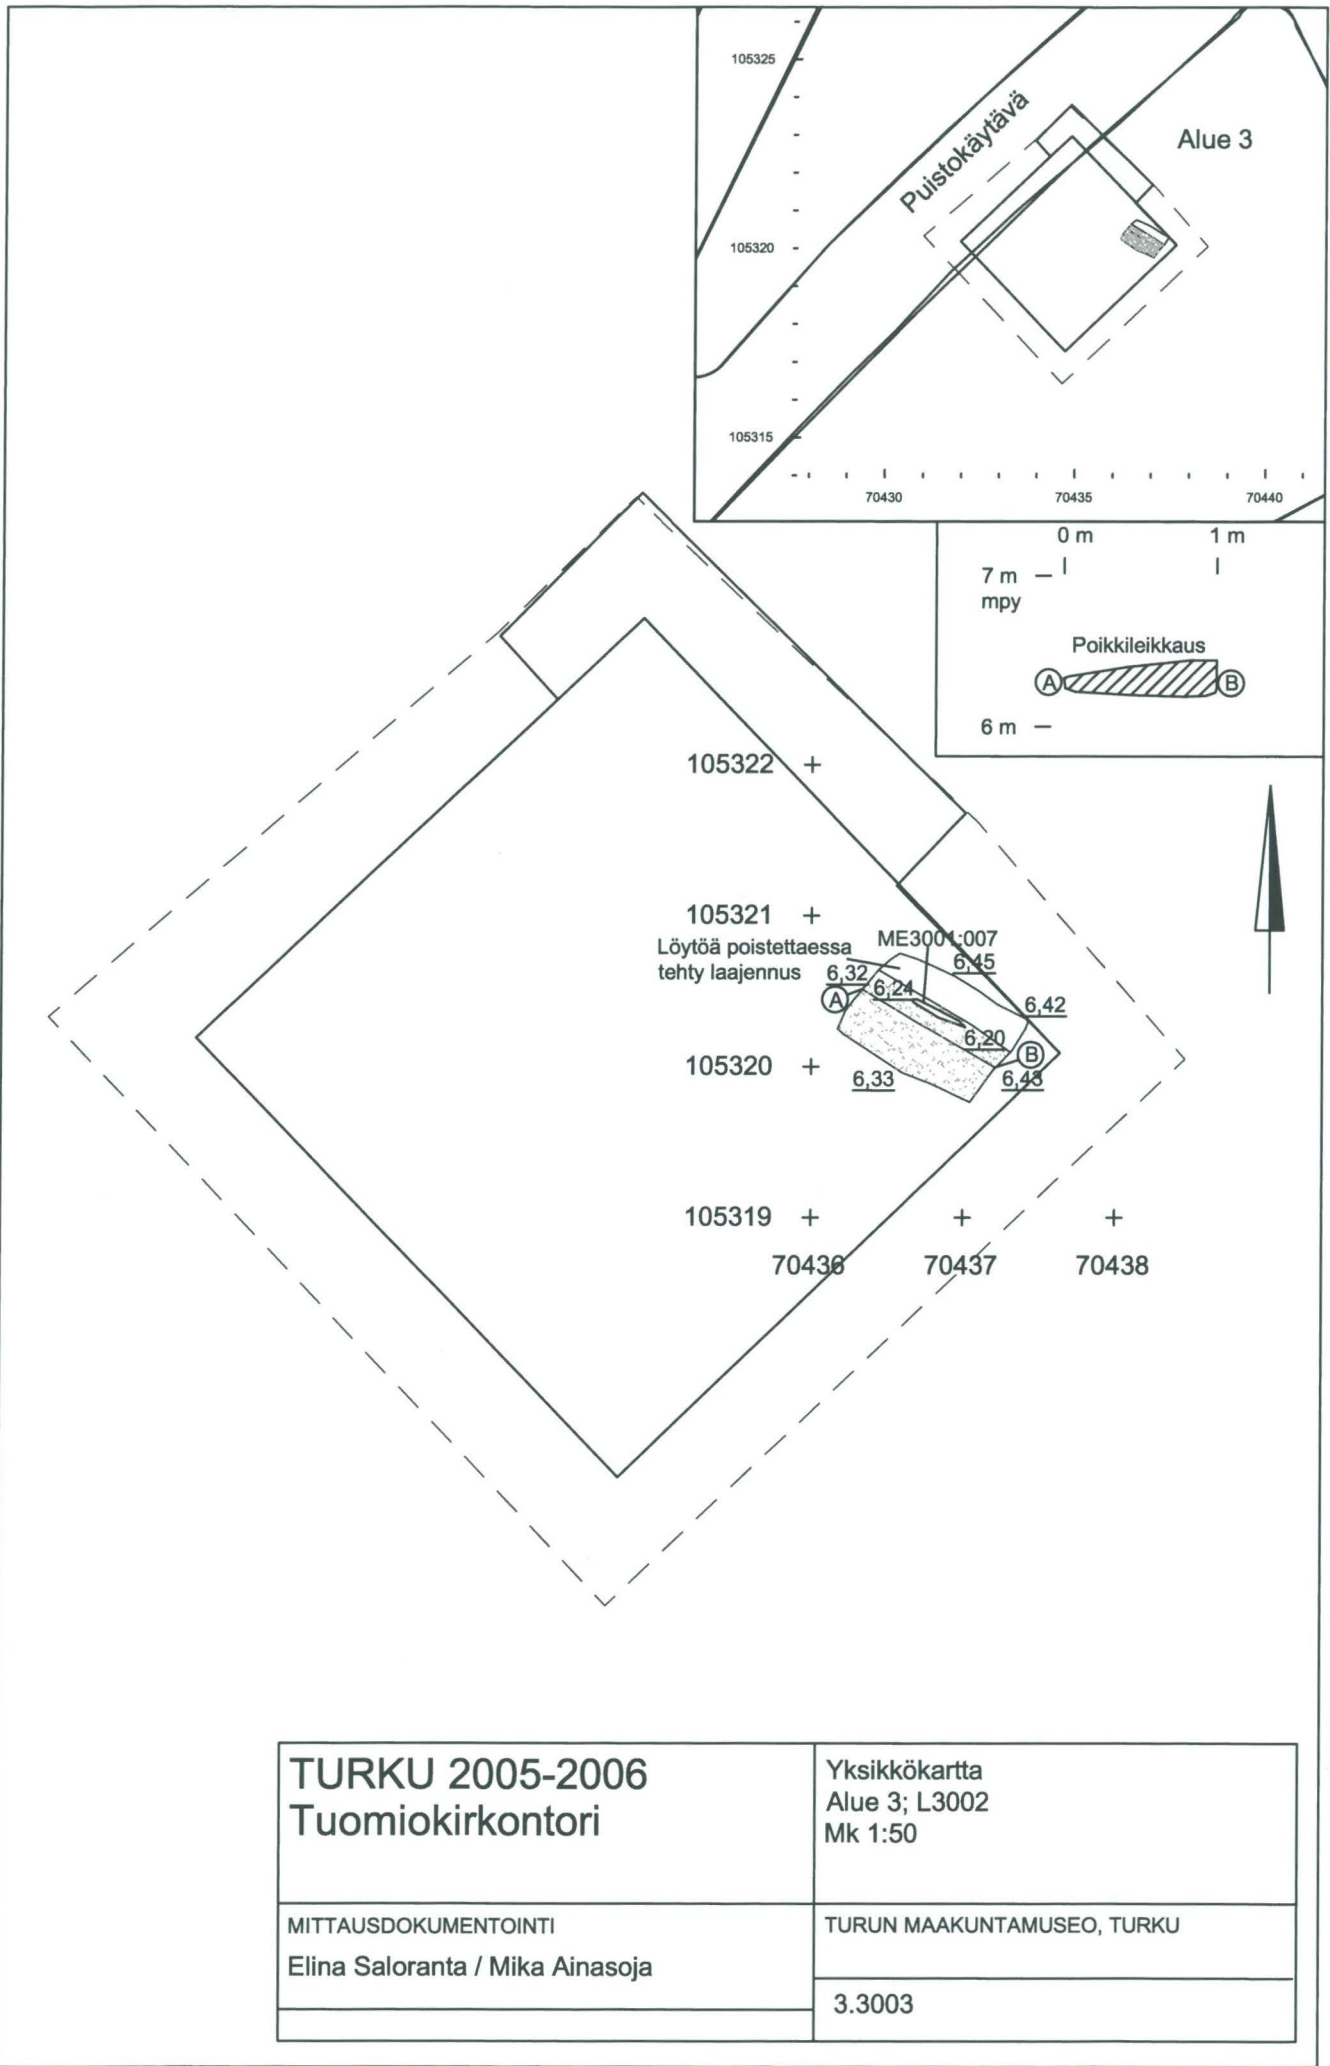 105325
Puistokäytävä
Alue 3
105320
105315
70430
70435
70440
0 m
1 m
7 m
mpy
Poikkileikkaus
A
B
6 m
105322
105321
Löytöä poistettaessa
tehty laajennus
ME3001:007
6,45
6,32
6,24
A
6,42
6,20
B
105320
6,33
6,43
105319
70436
70437
70438
TURKU 2005-2006
Tuomiokirkontori
Yksikkökartta
Alue 3; L3002
Mk 1:50
MITTAUSDOKUMENTOINTI
Elina Saloranta / Mika Ainasoja
TURUN MAAKUNTAMUSEO, TURKU
3.3003